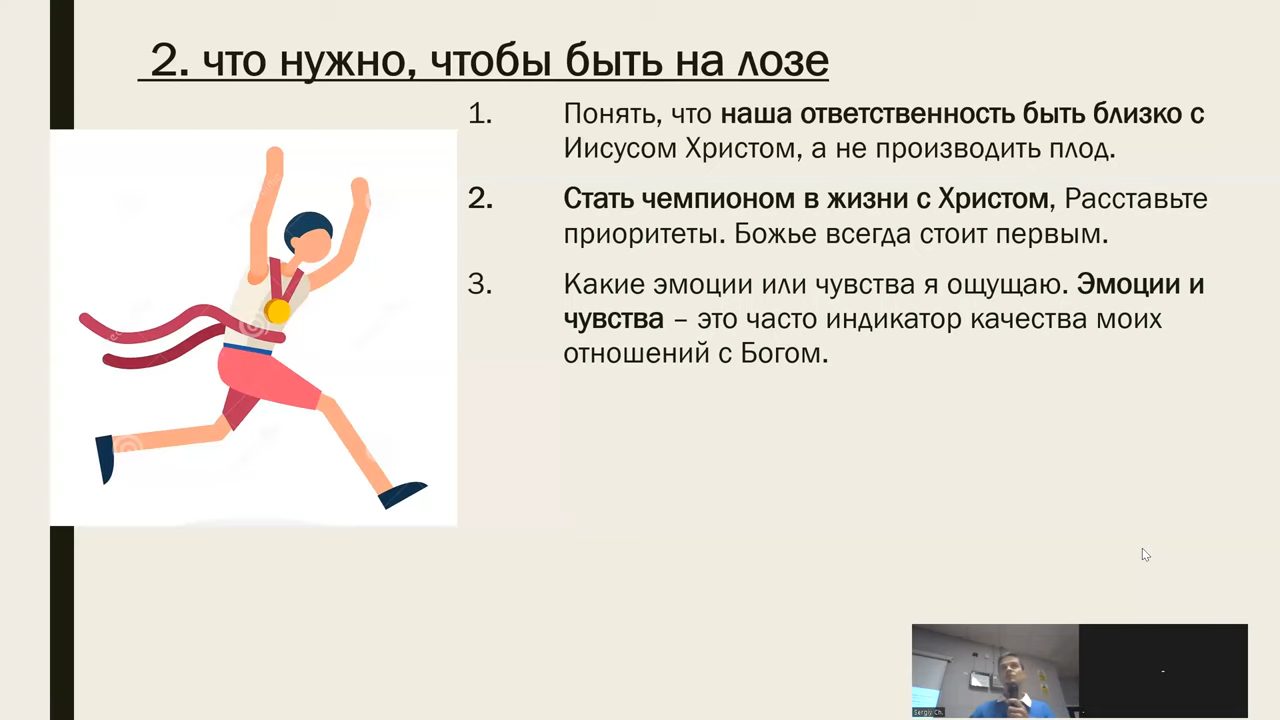 2. что нужно, чтобы быть на лозе
1. Понять, что наша ответственность быть близко с
Иисусом Христом, а не производить плод.
2. Стать чемпионом в жизни с Христом, Расставьте
приоритеты. Божье всегда стоит первым.
3. Какие эмоции или чувства я ощущаю. Эмоции и
чувства – это часто индикатор качества моих
отношений с Богом.
Sergiy Ch.